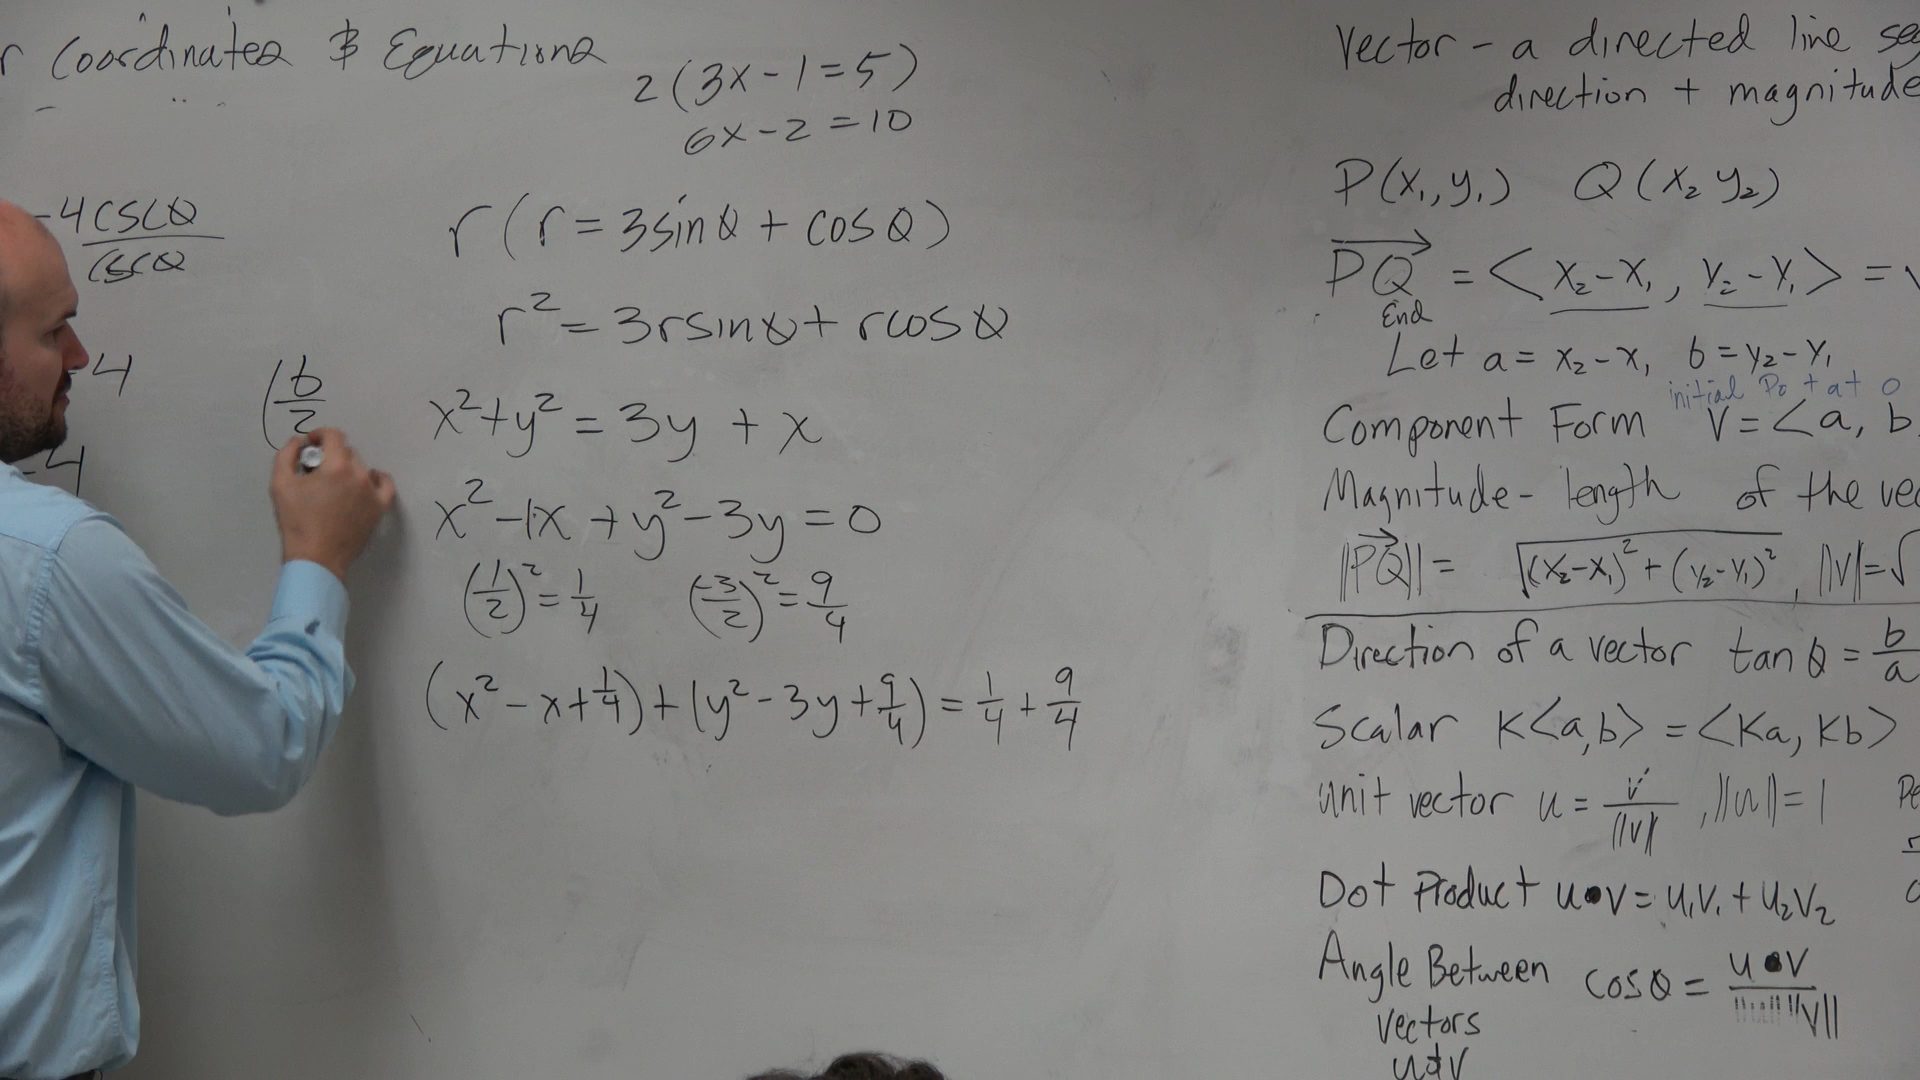 r Coordinates & Equations
2(3x-1=5)
6x-2=10
-4cscθ
cscθ
-4
-4
(b/2
r(r=3sinθ+cosθ)
r²=3rsinθ+rcosθ
x²+y²=3y+x
x²-1x+y²-3y=0
(1/2)²=1/4 (-3/2)²=9/4
(x²-x+1/4)+(y²-3y+9/4)=1/4+9/4
Vector - a directed line seg
direction + magnitude
P(x₁,y₁) Q(x₂ y₂)
PQ = <x₂-x₁, y₂-y₁> = √
End
Let a=x₂-x₁ b=y₂-y₁
initial Po + at 0
Component Form V=<a, b
Magnitude - length of the vec
||PQ|| = √(x₂-x₁)²+(y₂-y₁)², ||V||=√
Direction of a vector tanθ=b/a
Scalar K<a,b>=<Ka, Kb>
unit vector u=v/||v||, ||u||=1
Dot Product u•v=u₁v₁+u₂v₂
Angle Between cosθ=u•v/||u|| ||v||
vectors
u&v